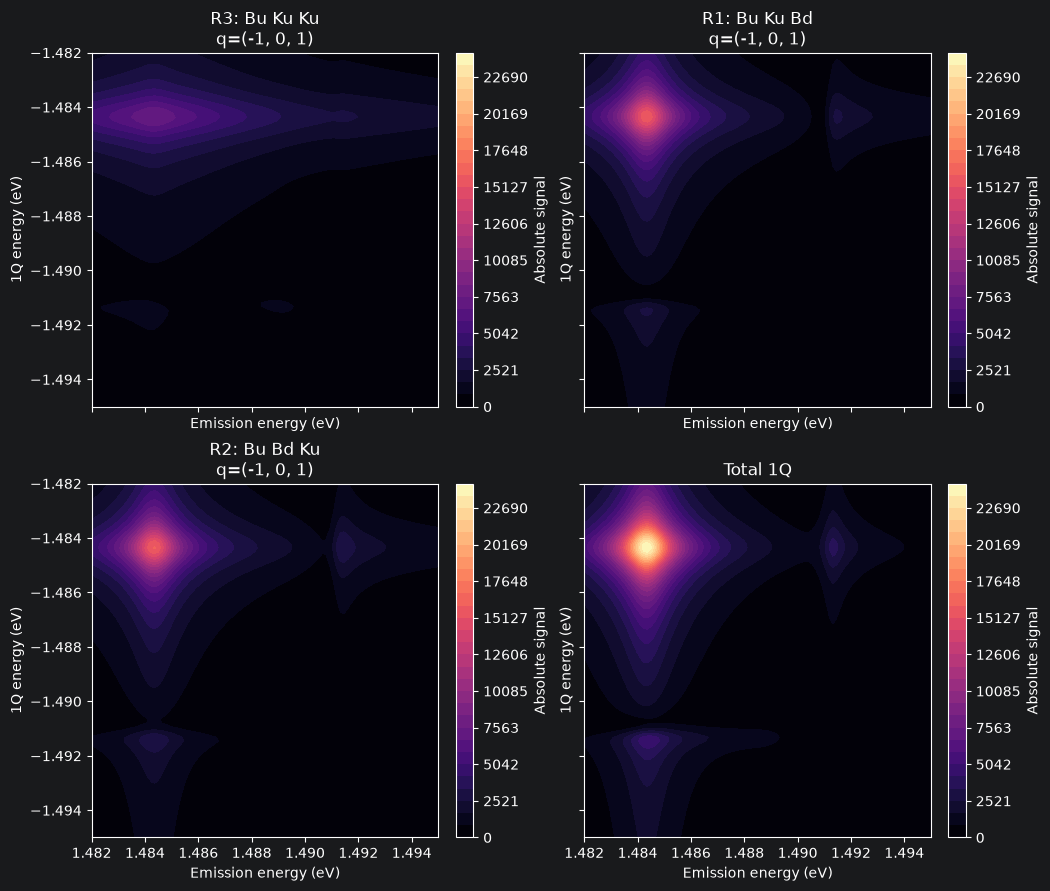 R3: Bu Ku Ku
q=(-1, 0, 1)
−1.482
−1.484
−1.486
−1.488
−1.490
−1.492
−1.494
1Q energy (eV)
Emission energy (eV)
22690
20169
17648
15127
12606
10085
7563
5042
2521
0
Absolute signal
R1: Bu Ku Bd
q=(-1, 0, 1)
1Q energy (eV)
Emission energy (eV)
22690
20169
17648
15127
12606
10085
7563
5042
2521
0
Absolute signal
R2: Bu Bd Ku
q=(-1, 0, 1)
−1.482
−1.484
−1.486
−1.488
−1.490
−1.492
−1.494
1Q energy (eV)
1.482 1.484 1.486 1.488 1.490 1.492 1.494
Emission energy (eV)
22690
20169
17648
15127
12606
10085
7563
5042
2521
0
Absolute signal
Total 1Q
1Q energy (eV)
1.482 1.484 1.486 1.488 1.490 1.492 1.494
Emission energy (eV)
22690
20169
17648
15127
12606
10085
7563
5042
2521
0
Absolute signal